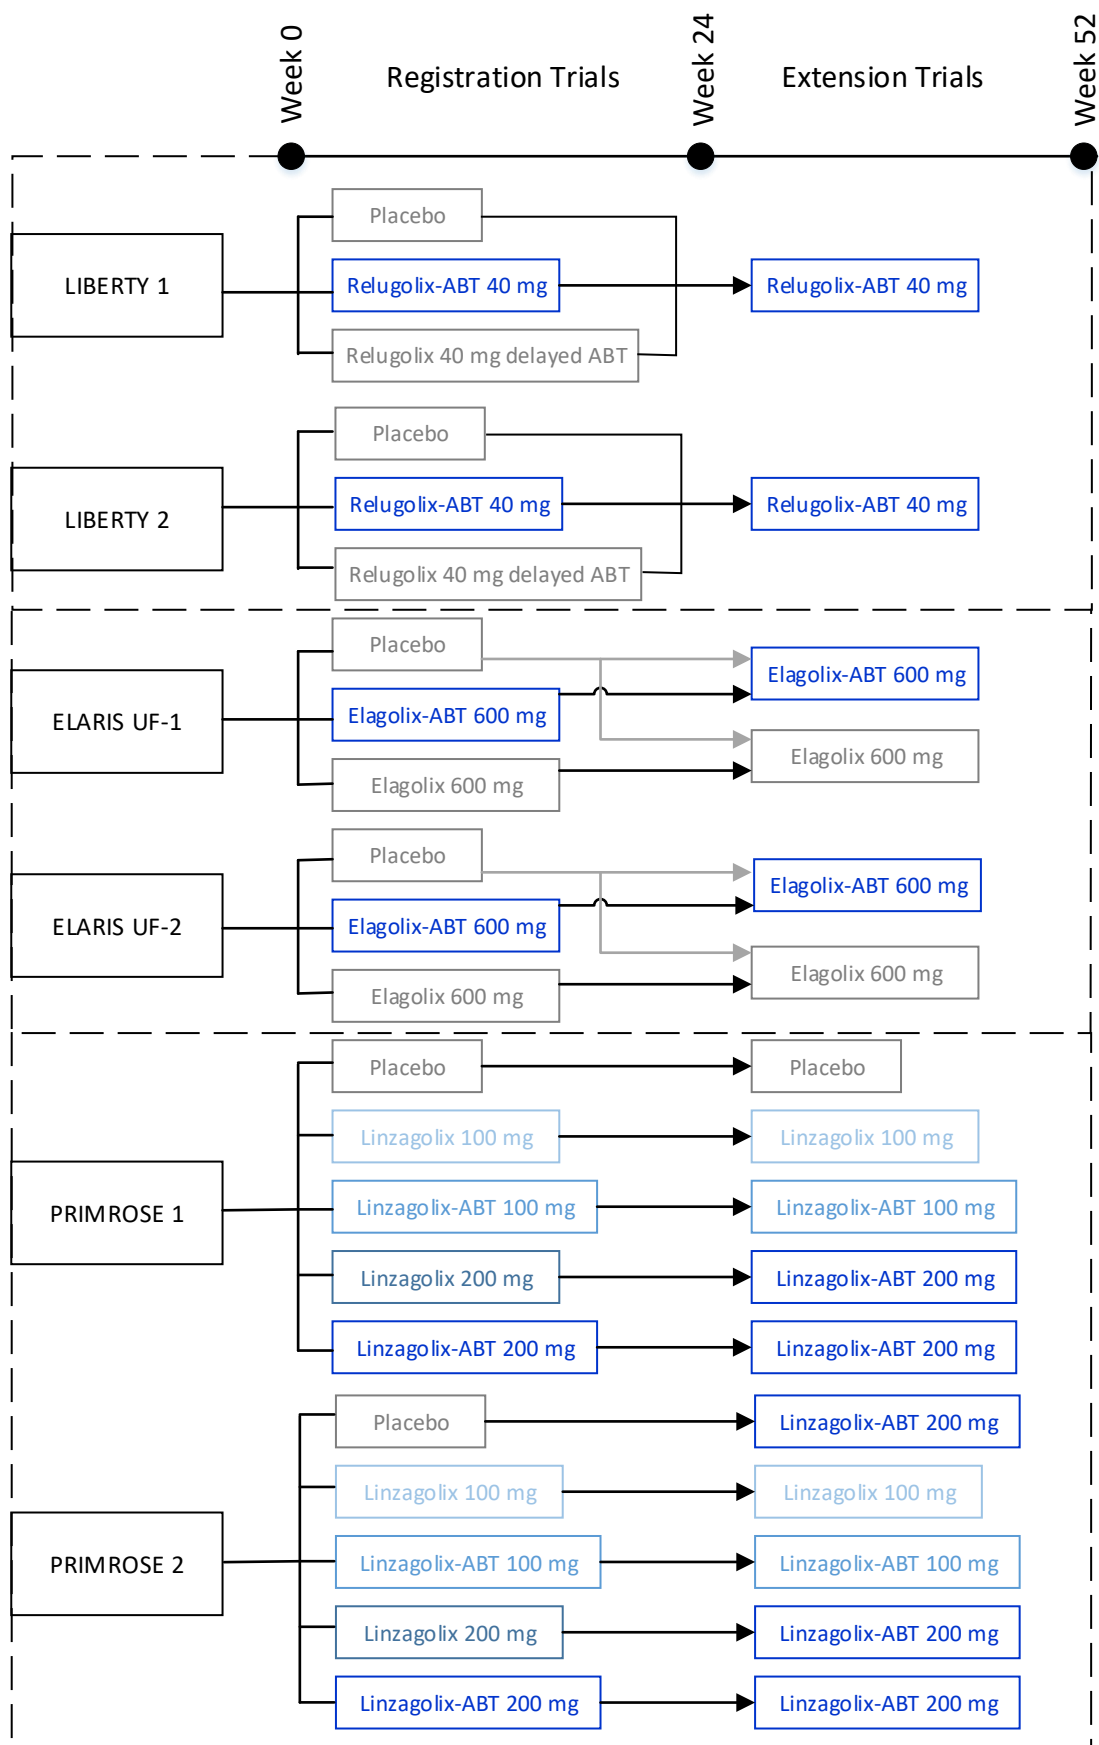 Week 0
Registration Trials
Week 24
Extension Trials
Week 52
LIBERTY 1
Placebo
Relugolix-ABT 40 mg
Relugolix-ABT 40 mg
Relugolix 40 mg delayed ABT
LIBERTY 2
Placebo
Relugolix-ABT 40 mg
Relugolix-ABT 40 mg
Relugolix 40 mg delayed ABT
ELARIS UF-1
Placebo
Elagolix-ABT 600 mg
Elagolix-ABT 600 mg
Elagolix 600 mg
Elagolix 600 mg
ELARIS UF-2
Placebo
Elagolix-ABT 600 mg
Elagolix-ABT 600 mg
Elagolix 600 mg
Elagolix 600 mg
PRIMROSE 1
Placebo
Placebo
Linzagolix 100 mg
Linzagolix 100 mg
Linzagolix-ABT 100 mg
Linzagolix-ABT 100 mg
Linzagolix 200 mg
Linzagolix-ABT 200 mg
Linzagolix-ABT 200 mg
Linzagolix-ABT 200 mg
PRIMROSE 2
Placebo
Linzagolix-ABT 200 mg
Linzagolix 100 mg
Linzagolix 100 mg
Linzagolix-ABT 100 mg
Linzagolix-ABT 100 mg
Linzagolix 200 mg
Linzagolix-ABT 200 mg
Linzagolix-ABT 200 mg
Linzagolix-ABT 200 mg